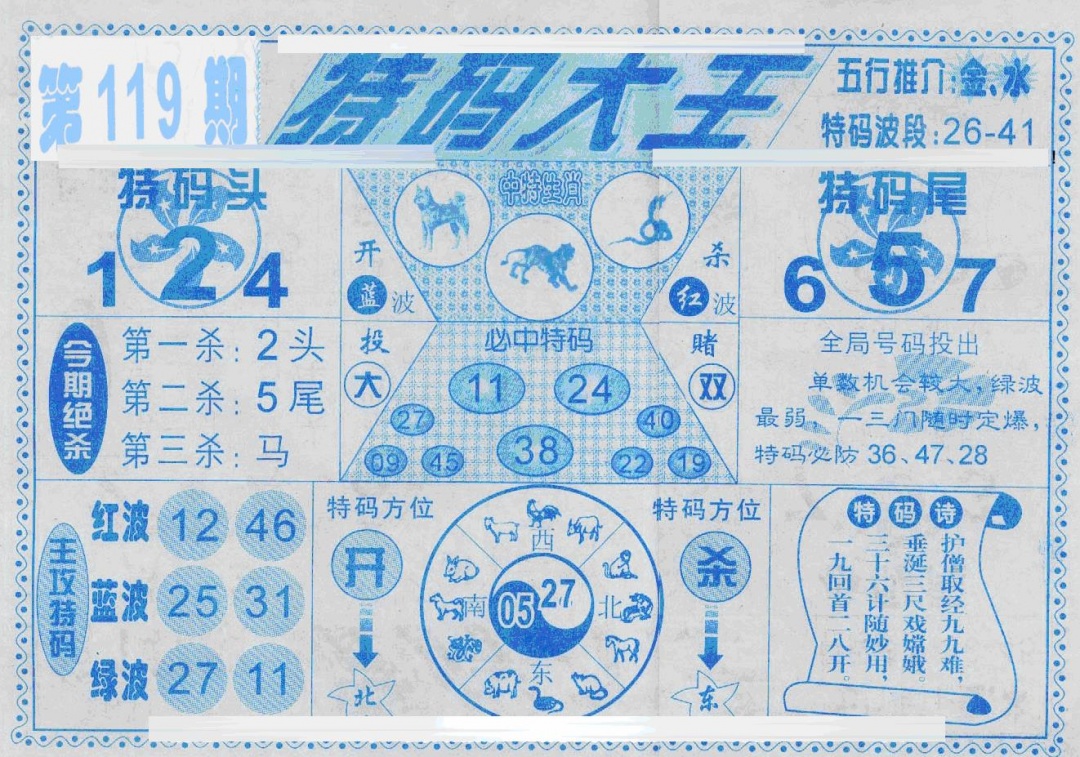 第119期
特码大王
五行推介:金、水
特码波段:26-41
特码头
1 2 4
中特生肖
开
蓝波
杀
红波
特码尾
6 5 7
今期绝杀
第一杀：2头
第二杀：5尾
第三杀：马
投
大
必中特码
11 24
27 40
38
09 45 22 19
赌
双
全局号码投出
单数机会较大,绿波
最弱，一三门随时定爆，
特码必防36、47、28
主攻特码
红波 12 46
蓝波 25 31
绿波 27 11
特码方位
开
北
西
南
北
东
05 27
特码方位
杀
东
特码诗
护僧取经九九难，
垂涎三尺戏嫦娥。
三十六计随妙用，
一九回首二八开。